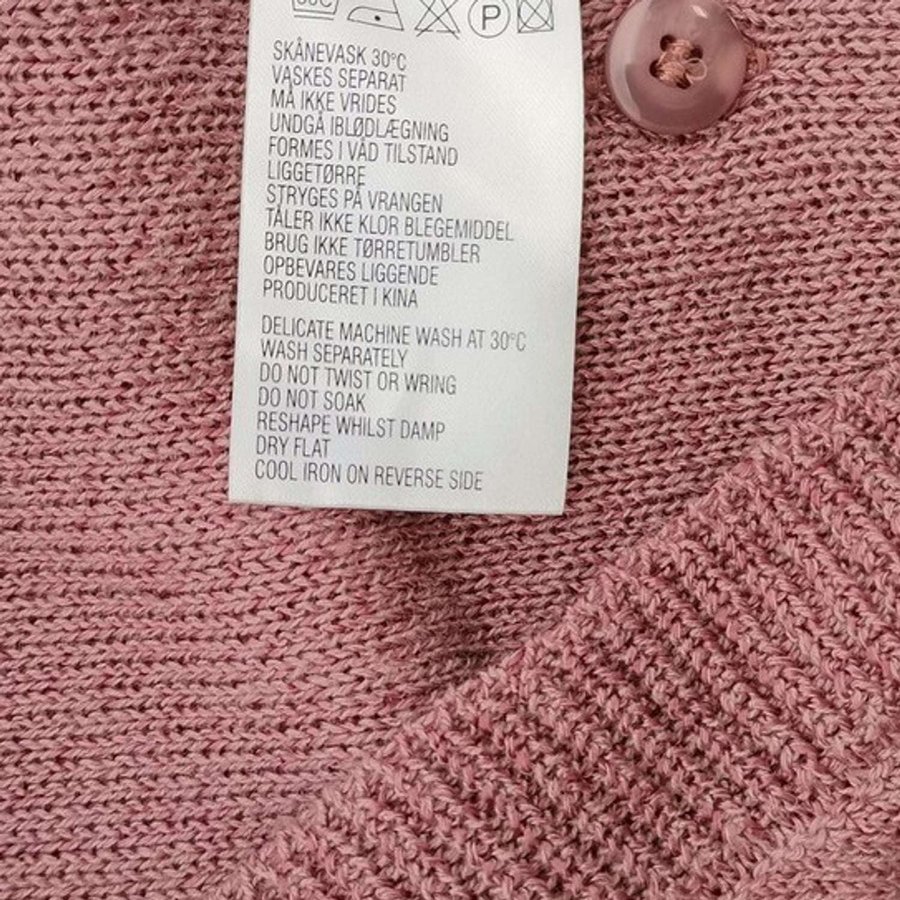 P
SKÅNEVASK 30°C
VASKES SEPARAT
MÅ IKKE VRIDES
UNDGÅ IBLØDLÆGNING
FORMES I VÅD TILSTAND
LIGGETØRRE
STRYGES PÅ VRANGEN
TÅLER IKKE KLOR BLEGEMIDDEL
BRUG IKKE TØRRETUMBLER
OPBEVARES LIGGENDE
PRODUCERET I KINA
DELICATE MACHINE WASH AT 30°C
WASH SEPARATELY
DO NOT TWIST OR WRING
DO NOT SOAK
RESHAPE WHILST DAMP
DRY FLAT
COOL IRON ON REVERSE SIDE